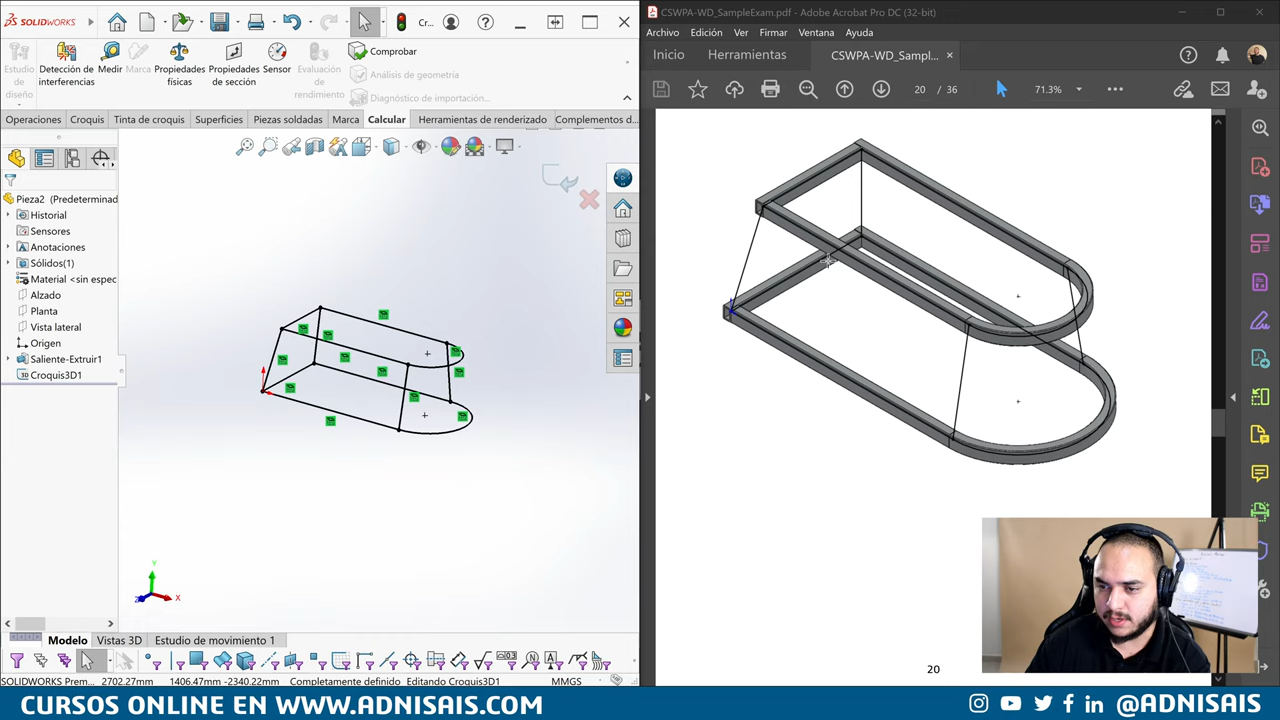 SOLIDWORKS
Cr...
Estudio de diseño
Detección de interferencias
Medir
Marca
Propiedades físicas
Propiedades de sección
Sensor
Evaluación de rendimiento
Comprobar
Análisis de geometría
Diagnóstico de importación...
Operaciones
Croquis
Tinta de croquis
Superficies
Piezas soldadas
Marca
Calcular
Herramientas de renderizado
Complementos d
Pieza2 (Predeterminad
Historial
Sensores
Anotaciones
Sólidos(1)
Material <sin espec
Alzado
Planta
Vista lateral
Origen
Saliente-Extruir1
Croquis3D1
Y
X
Z
Modelo
Vistas 3D
Estudio de movimiento 1
SOLIDWORKS Prem...
2702.27mm
1406.47mm -2340.22mm
Completamente definido
Editando Croquis3D1
MMGS
CSWPA-WD_SampleExam.pdf - Adobe Acrobat Pro DC (32-bit)
Archivo
Edición
Ver
Firmar
Ventana
Ayuda
Inicio
Herramientas
CSWPA-WD_Sampl...
20 / 36
71.3%
20
CURSOS ONLINE EN WWW.ADNISAIS.COM
@ADNISAIS